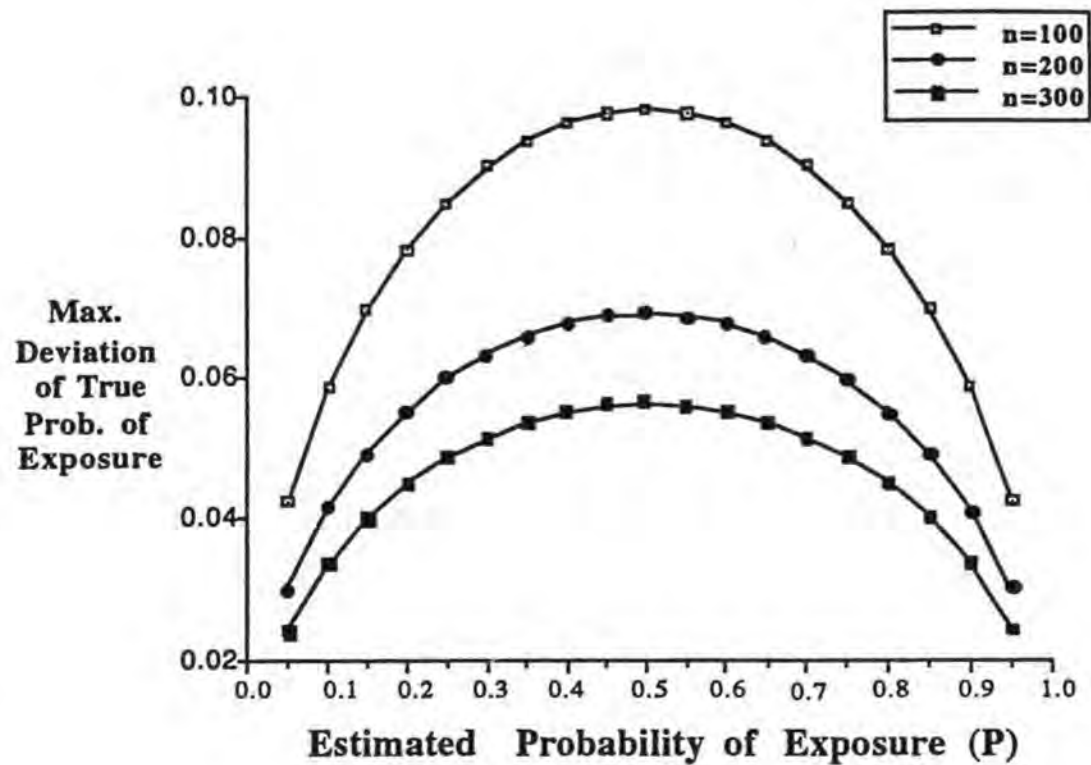 n=100
n=200
n=300
0.10
0.08
0.06
0.04
0.02
Max.
Deviation
of True
Prob. of
Exposure
0.0 0.1 0.2 0.3 0.4 0.5 0.6 0.7 0.8 0.9 1.0
Estimated Probability of Exposure (P)